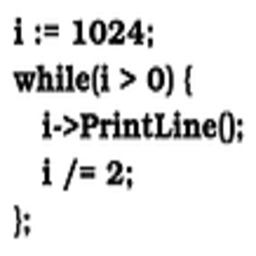 i := 1024;
while(i > 0) {
i->PrintLine();
i /= 2;
};